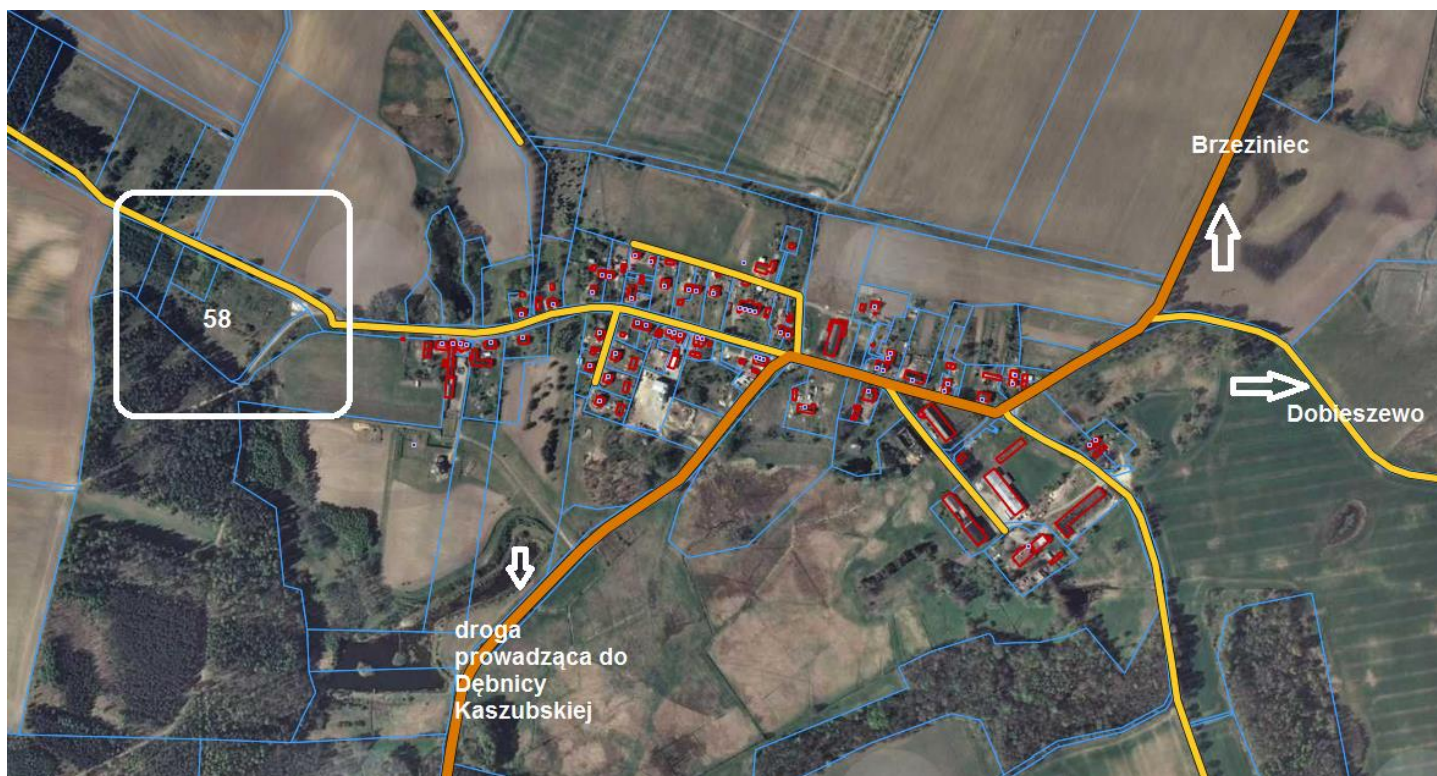 Brzeziniec
58
Dobieszewo
droga
prowadząca do
Dębnicy
Kaszubskiej